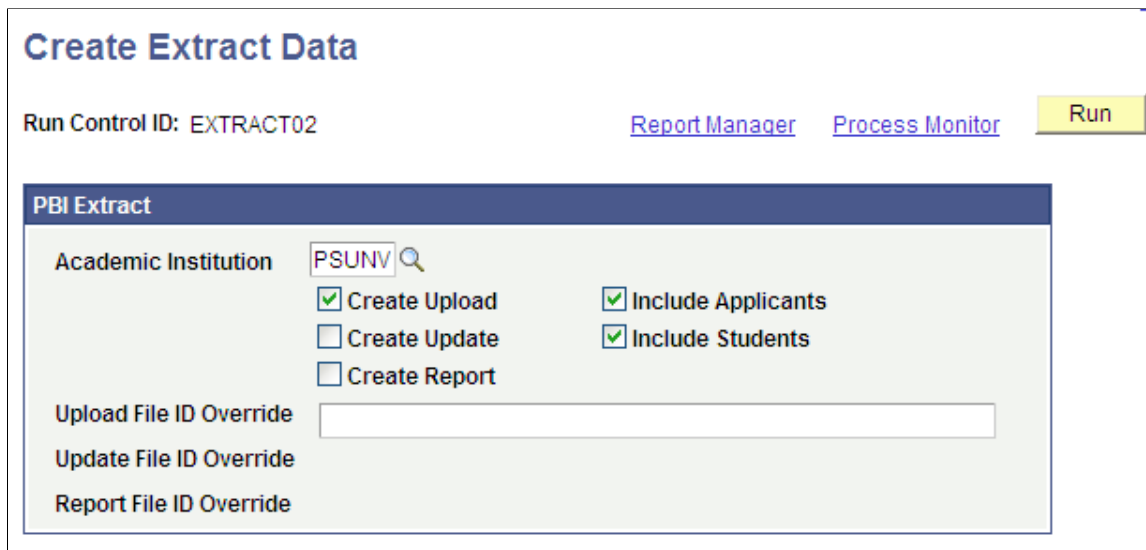 Create Extract Data
Run Control ID: EXTRACT02 Report Manager Process Monitor Run
PBI Extract
Academic Institution PSUNV
Create Upload Include Applicants
Create Update Include Students
Create Report
Upload File ID Override
Update File ID Override
Report File ID Override